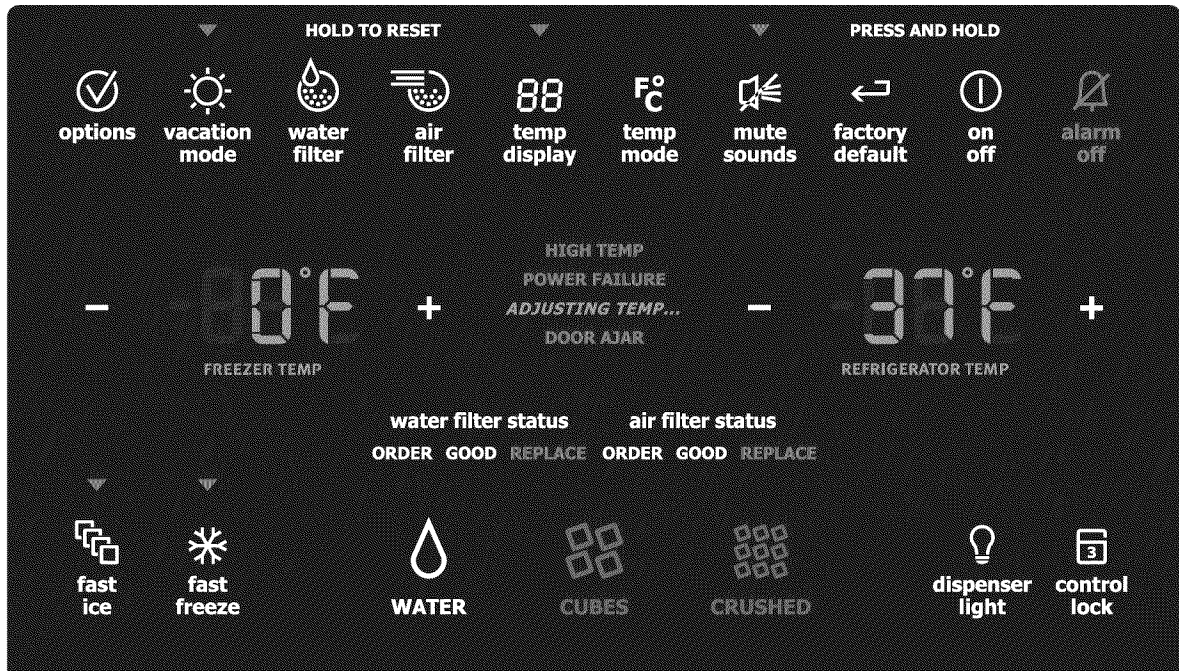 HOLD TO RESET PRESS AND HOLD
88 F°C
options vacation mode water filter air filter temp display temp mode mute sounds factory default on off alarm off
HIGH TEMP
POWER FAILURE
0°F ADJUSTING TEMP... 37°F
DOOR AJAR
FREEZER TEMP REFRIGERATOR TEMP
water filter status air filter status
ORDER GOOD REPLACE ORDER GOOD REPLACE
3
fast ice fast freeze WATER CUBES CRUSHED dispenser light control lock